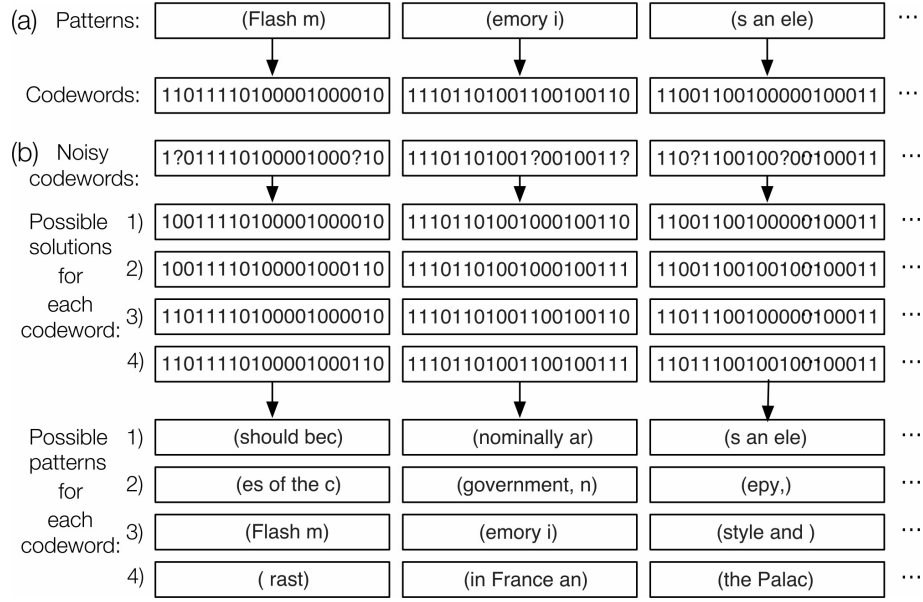 (a) Patterns: (Flash m) (emory i) (s an ele) ...
Codewords: 11011110100001000010 11101101001100100110 11001100100000100011 ...
(b) Noisy codewords: 1?011110100001000?10 11101101001?0010011? 110?1100100?00100011 ...
Possible solutions for each codeword:
1) 10011110100001000010 11101101001000100110 11001100100000100011 ...
2) 10011110100001000110 11101101001000100111 11001100100100100011 ...
3) 11011110100001000010 11101101001100100110 11011100100000100011 ...
4) 11011110100001000110 11101101001100100111 11011100100100100011 ...
Possible patterns for each codeword:
1) (should bec) (nominally ar) (s an ele) ...
2) (es of the c) (government, n) (epy,) ...
3) (Flash m) (emory i) (style and ) ...
4) ( rast) (in France an) (the Palac) ...